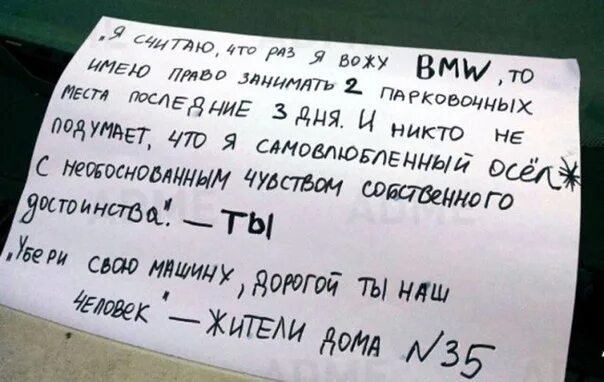 „Я СЧИТАЮ, ЧТО РАЗ Я ВОЖУ BMW, ТО
ИМЕЮ ПРАВО ЗАНИМАТЬ 2 ПАРКОВОЧНЫХ
МЕСТА ПОСЛЕДНИЕ 3 ДНЯ. И НИКТО НЕ
ПОДУМАЕТ, ЧТО Я САМОВЛЮБЛЕННЫЙ ОСЁЛ*
С НЕОБОСНОВАННЫМ ЧУВСТВОМ СОБСТВЕННОГО
ДОСТОИНСТВА." — ТЫ
„УБЕРИ СВОЮ МАШИНУ, ДОРОГОЙ ТЫ НАШ
ЧЕЛОВЕК" — ЖИТЕЛИ ДОМА №35